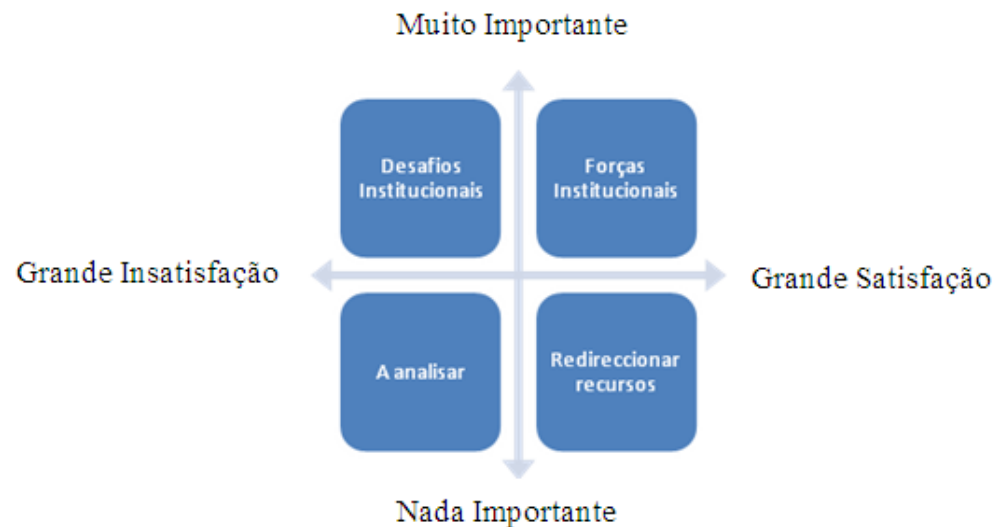 Muito Importante
Desafios
Institucionais
Forças
Institucionais
Grande Insatisfação
Grande Satisfação
A analisar
Redireccionar
recursos
Nada Importante